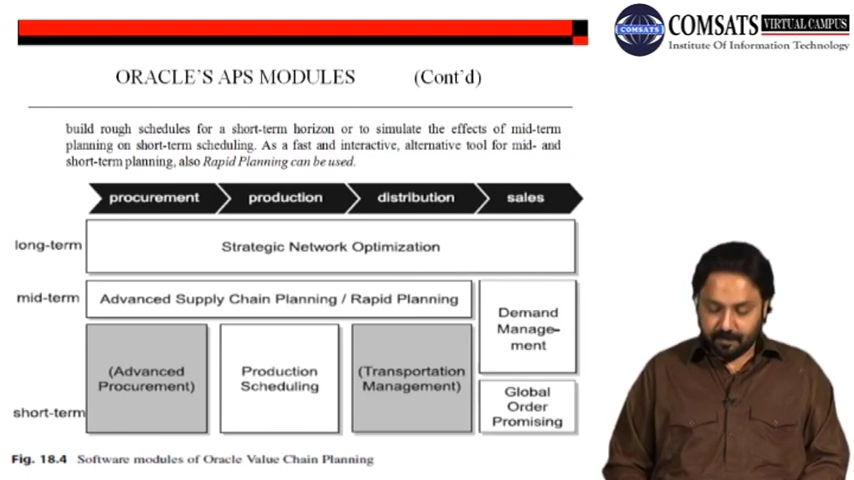 COMSATS
COMSATS VIRTUAL CAMPUS
Institute Of Information Technology
ORACLE'S APS MODULES (Cont'd)
build rough schedules for a short-term horizon or to simulate the effects of mid-term
planning on short-term scheduling. As a fast and interactive, alternative tool for mid- and
short-term planning, also Rapid Planning can be used.
procurement production distribution sales
long-term
Strategic Network Optimization
mid-term
Advanced Supply Chain Planning / Rapid Planning
Demand
Manage-
ment
(Advanced
Procurement)
Production
Scheduling
(Transportation
Management)
short-term
Global
Order
Promising
Fig. 18.4 Software modules of Oracle Value Chain Planning